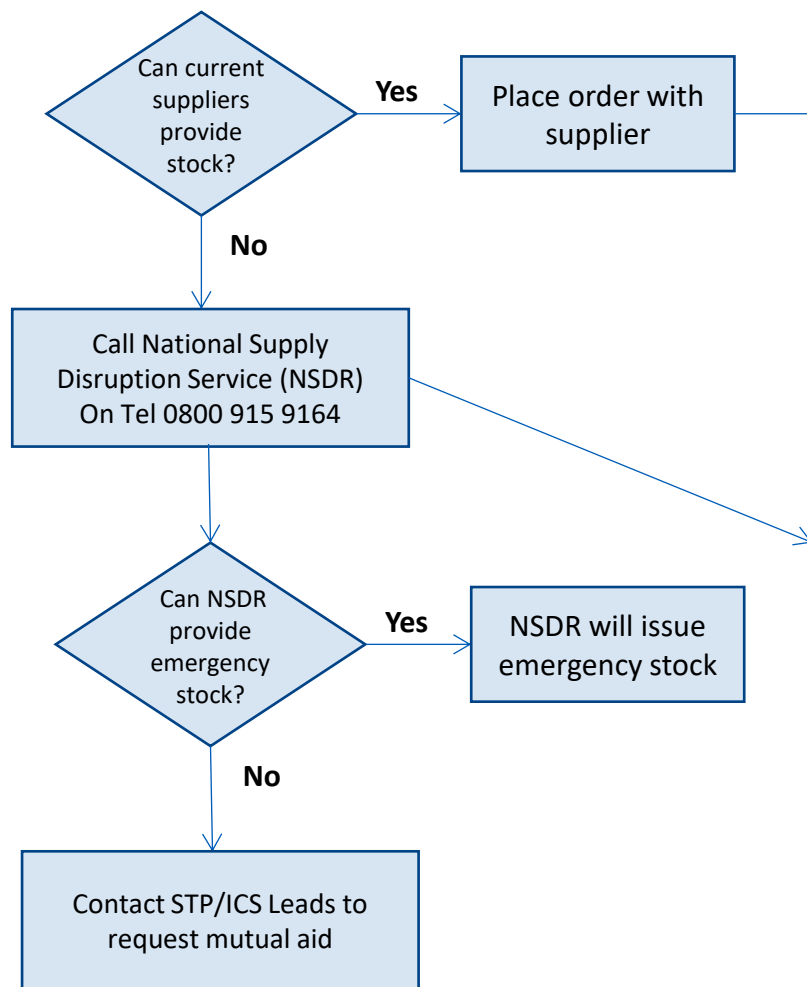 Can current
suppliers
provide
stock?
Yes
Place order with
supplier
No
Call National Supply
Disruption Service (NSDR)
On Tel 0800 915 9164
Can NSDR
provide
emergency
stock?
Yes
NSDR will issue
emergency stock
No
Contact STP/ICS Leads to
request mutual aid